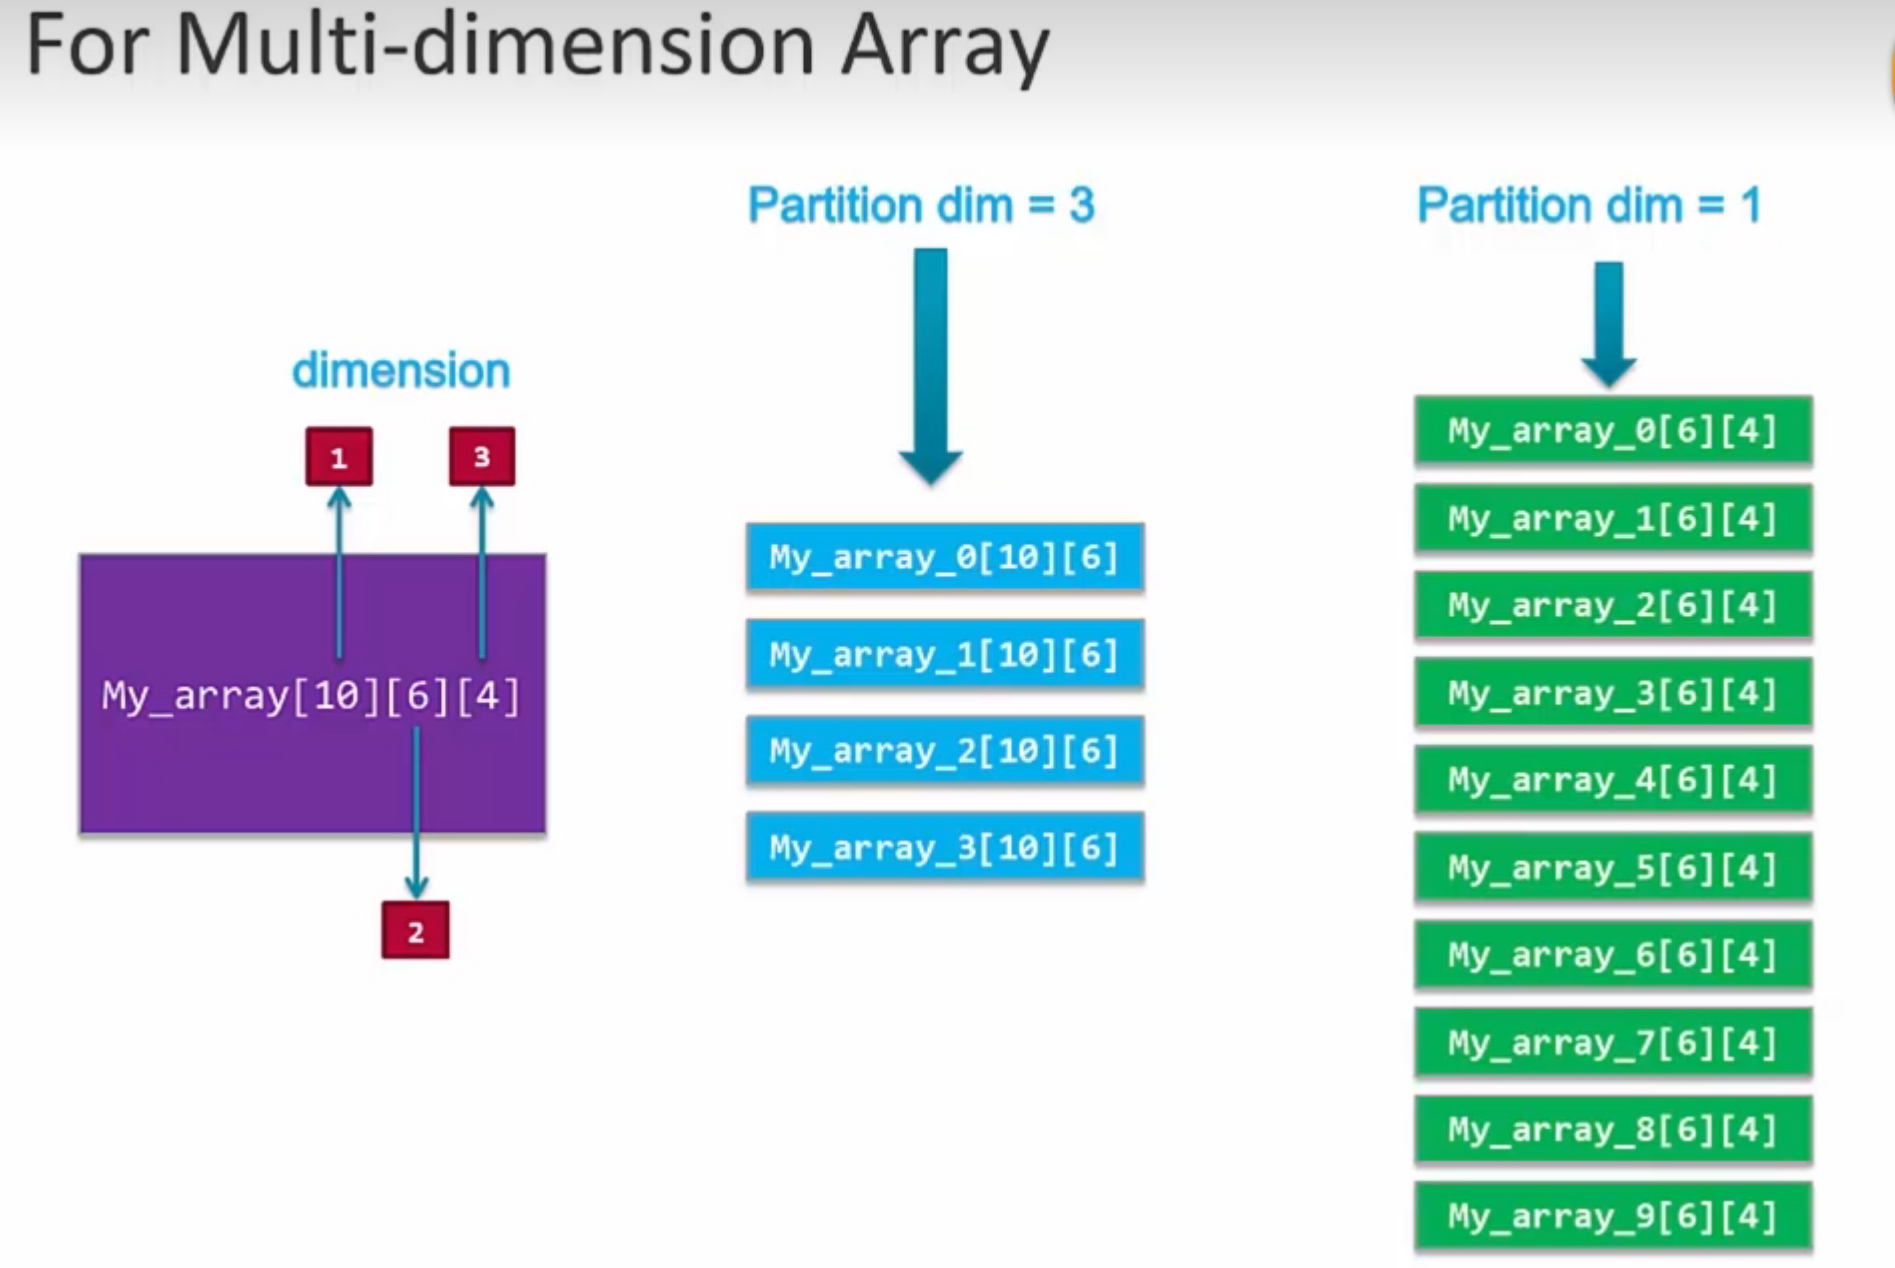 For Multi-dimension Array
dimension
1
3
My_array[10][6][4]
2
Partition dim = 3
My_array_0[10][6]
My_array_1[10][6]
My_array_2[10][6]
My_array_3[10][6]
Partition dim = 1
My_array_0[6][4]
My_array_1[6][4]
My_array_2[6][4]
My_array_3[6][4]
My_array_4[6][4]
My_array_5[6][4]
My_array_6[6][4]
My_array_7[6][4]
My_array_8[6][4]
My_array_9[6][4]